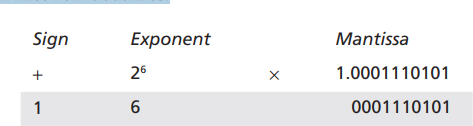 Sign Exponent Mantissa
+ 2⁶ × 1.0001110101
1 6 0001110101